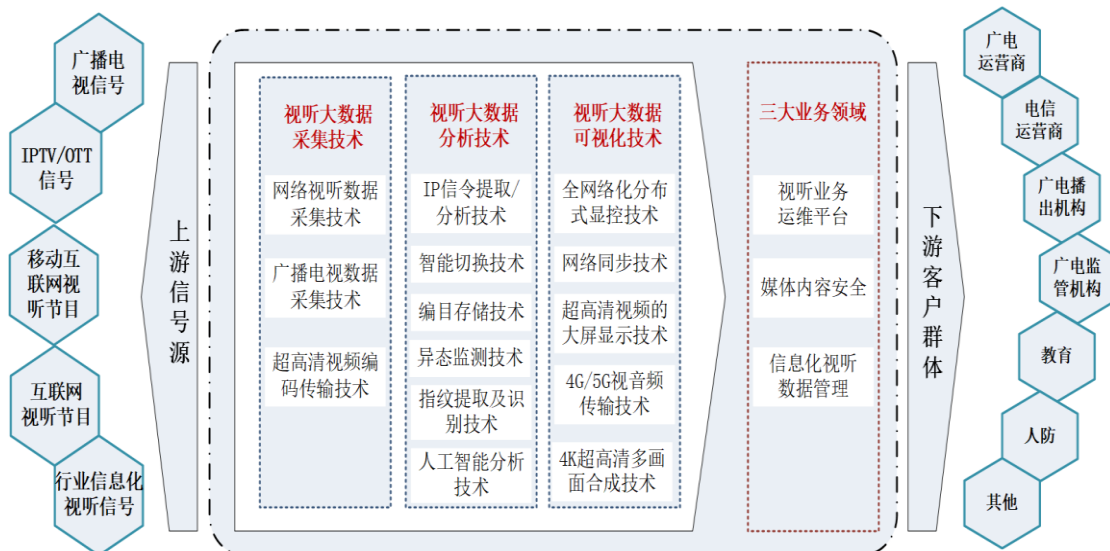 广播电
视信号
IPTV/OTT
信号
移动互
联网视
听节目
互联网
视听节目
行业信息化
视听信号
上游信号源
视听大数据
采集技术
网络视听数据
采集技术
广播电视数据
采集技术
超高清视频编
码传输技术
视听大数据
分析技术
IP信令提取/
分析技术
智能切换技术
编目存储技术
异态监测技术
指纹提取及识
别技术
人工智能分析
技术
视听大数据
可视化技术
全网络化分布
式显控技术
网络同步技术
超高清视频的
大屏显示技术
4G/5G视音频
传输技术
4K超高清多画
面合成技术
三大业务领域
视听业务
运维平台
媒体内容安全
信息化视听
数据管理
下游客户群体
广电
运营商
电信
运营商
广电播
出机构
广电监
管机构
教育
人防
其他